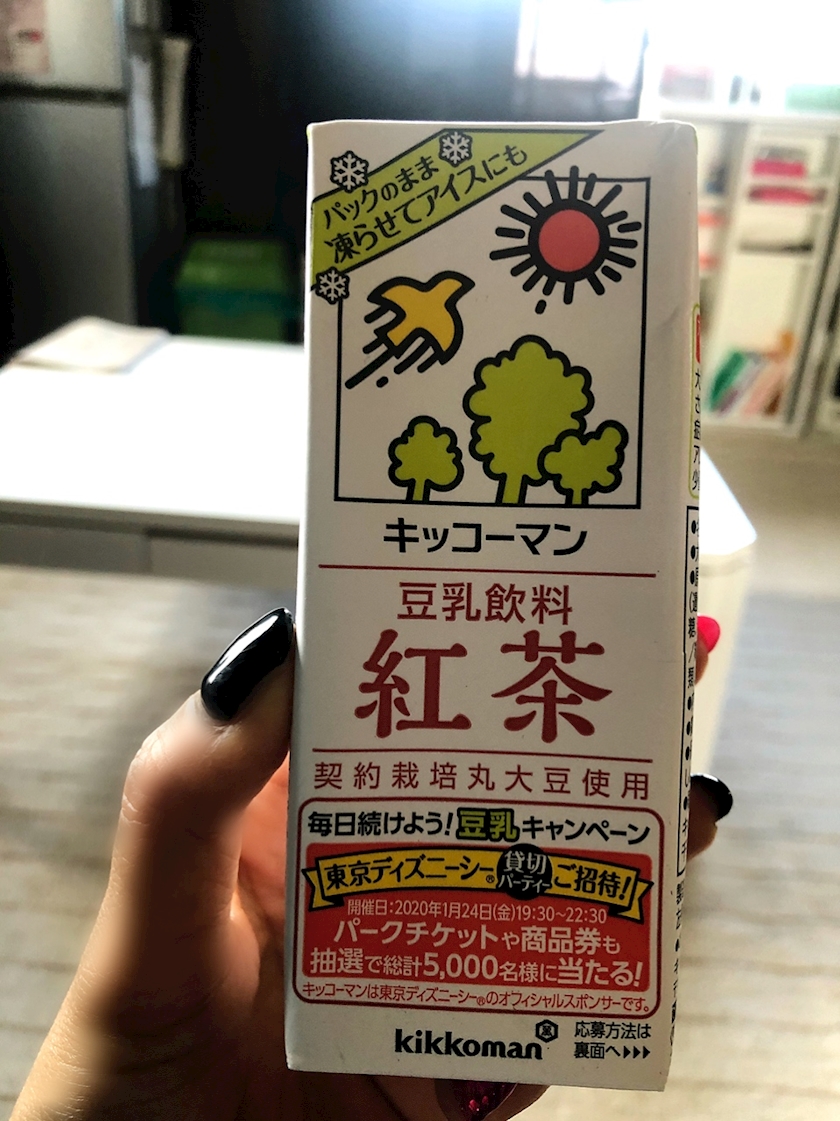 パックのまま
凍らせてアイスにも
キッコーマン
豆乳飲料
紅茶
契約栽培丸大豆使用
毎日続けよう!豆乳キャンペーン
東京ディズニーシー®貸切パーティーご招待!
開催日:2020年1月24日(金)19:30~22:30
パークチケットや商品券も
抽選で総計5,000名様に当たる!
キッコーマンは東京ディズニーシー®のオフィシャルスポンサーです。
kikkoman
応募方法は
裏面へ